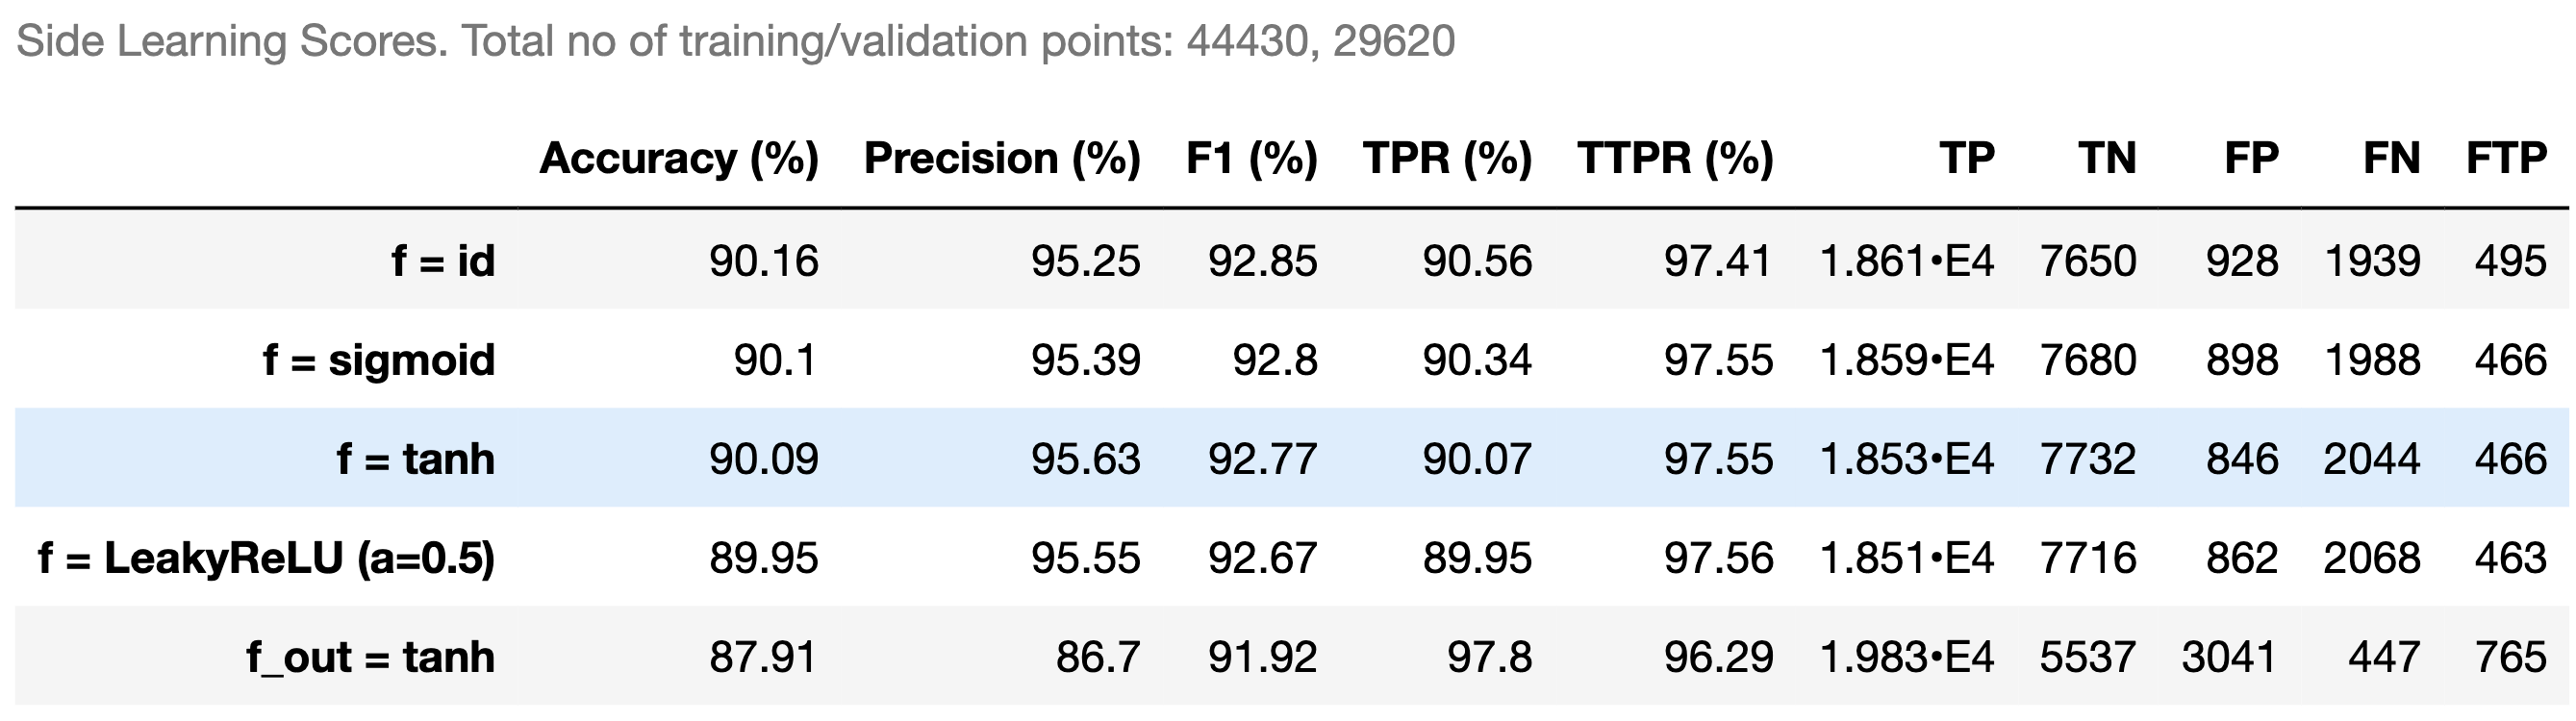 Side Learning Scores. Total no of training/validation points: 44430, 29620
Accuracy (%) Precision (%) F1 (%) TPR (%) TTPR (%) TP TN FP FN FTP
f = id 90.16 95.25 92.85 90.56 97.41 1.861•E4 7650 928 1939 495
f = sigmoid 90.1 95.39 92.8 90.34 97.55 1.859•E4 7680 898 1988 466
f = tanh 90.09 95.63 92.77 90.07 97.55 1.853•E4 7732 846 2044 466
f = LeakyReLU (a=0.5) 89.95 95.55 92.67 89.95 97.56 1.851•E4 7716 862 2068 463
f_out = tanh 87.91 86.7 91.92 97.8 96.29 1.983•E4 5537 3041 447 765